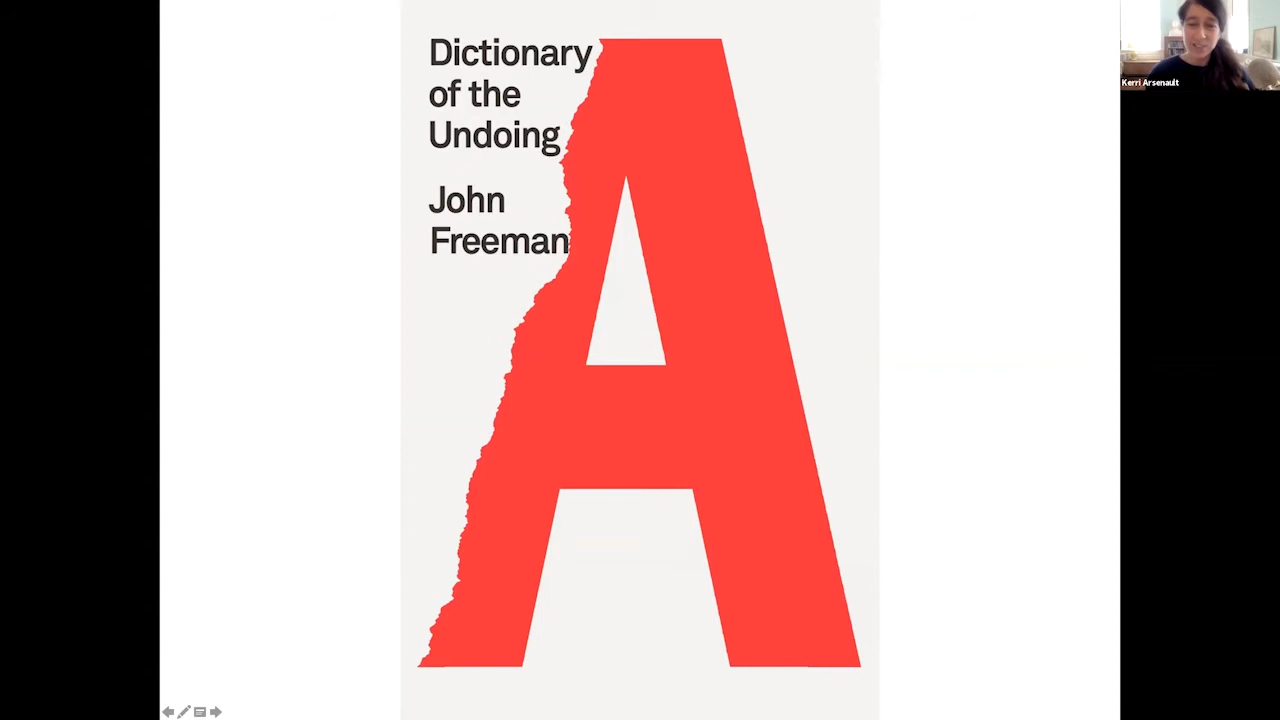 Dictionary
of the
Undoing
John
Freeman
A
Kerri Arsenault